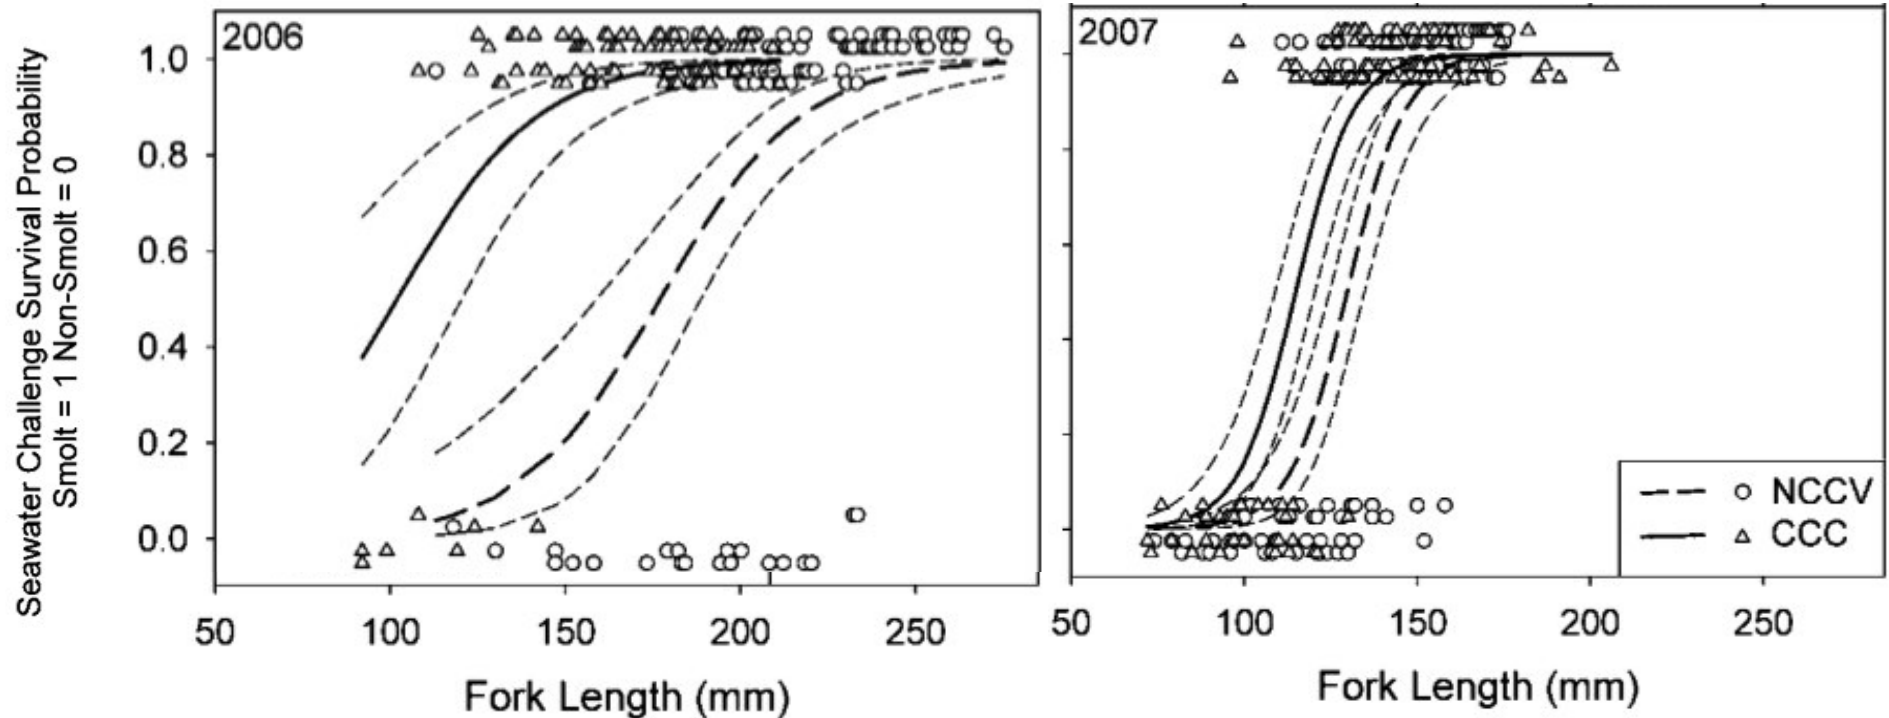 Seawater Challenge Survival Probability
Smolt = 1 Non-Smolt = 0
2006
1.0
0.8
0.6
0.4
0.2
0.0
50 100 150 200 250
Fork Length (mm)
2007
NCCV
CCC
50 100 150 200 250
Fork Length (mm)